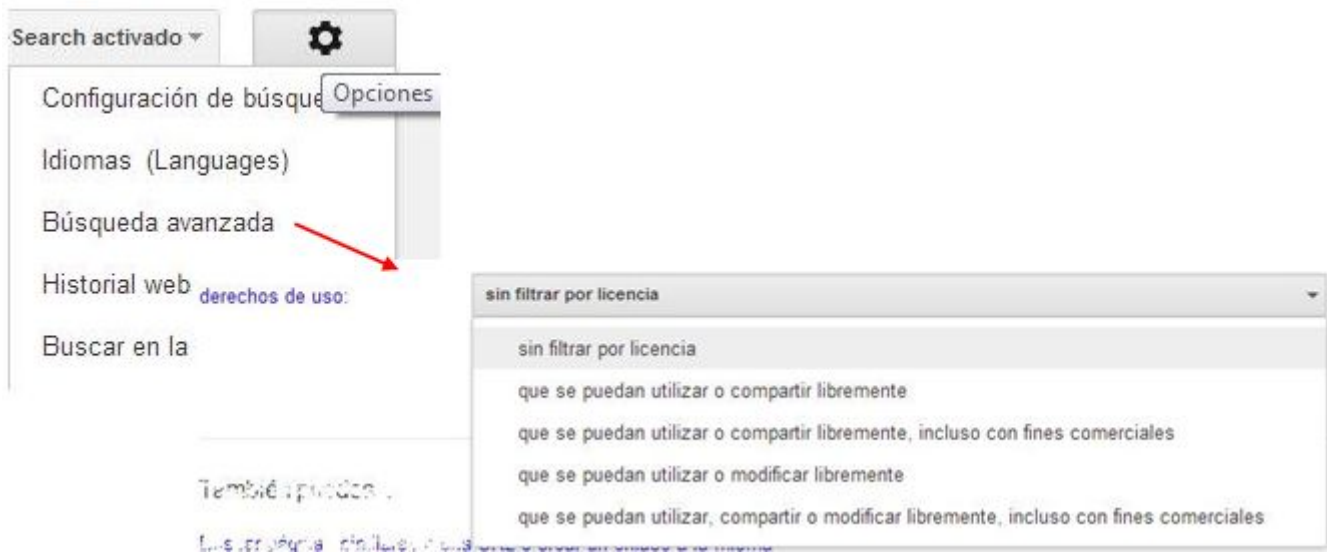 Search activado
Opciones
Configuración de búsque
Idiomas (Languages)
Búsqueda avanzada
Historial web
Buscar en la
derechos de uso:
sin filtrar por licencia
sin filtrar por licencia
que se puedan utilizar o compartir libremente
que se puedan utilizar o compartir libremente, incluso con fines comerciales
que se puedan utilizar o modificar libremente
que se puedan utilizar, compartir o modificar libremente, incluso con fines comerciales
También